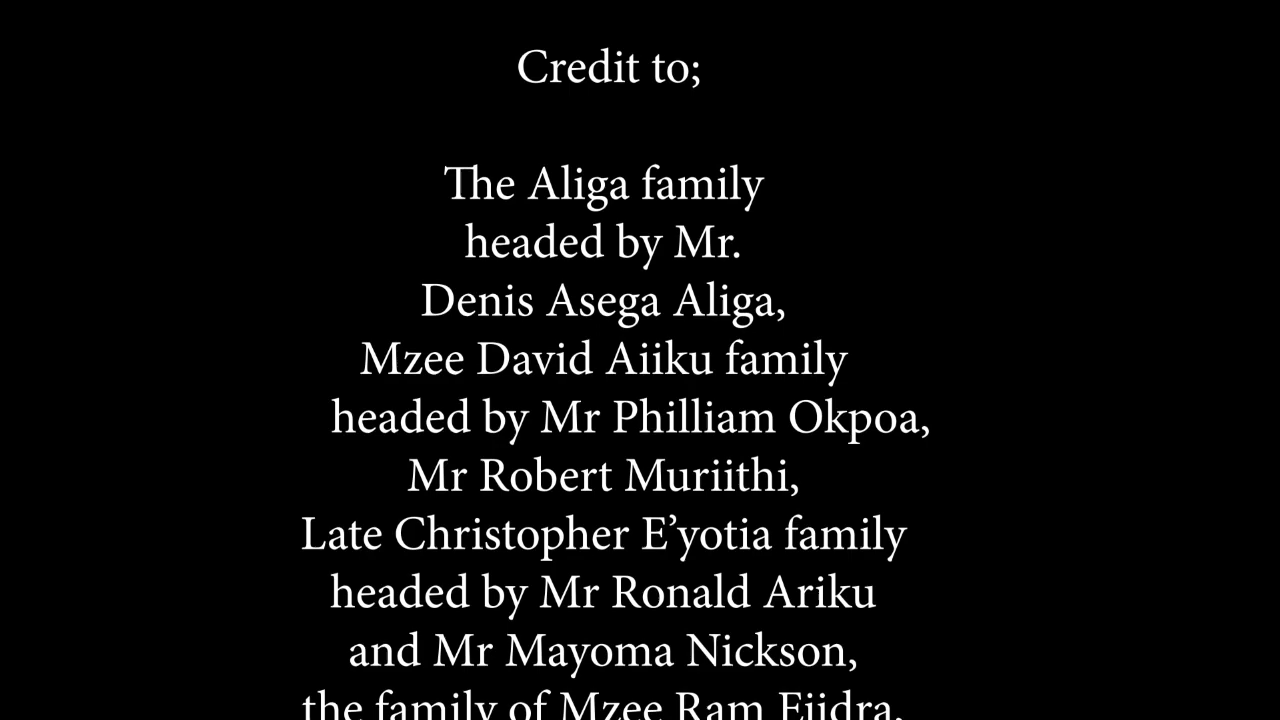 Credit to;
The Aliga family
headed by Mr.
Denis Asega Aliga,
Mzee David Aiiku family
headed by Mr Philliam Okpoa,
Mr Robert Muriithi,
Late Christopher E’yotia family
headed by Mr Ronald Ariku
and Mr Mayoma Nickson,
the family of Mzee Ram